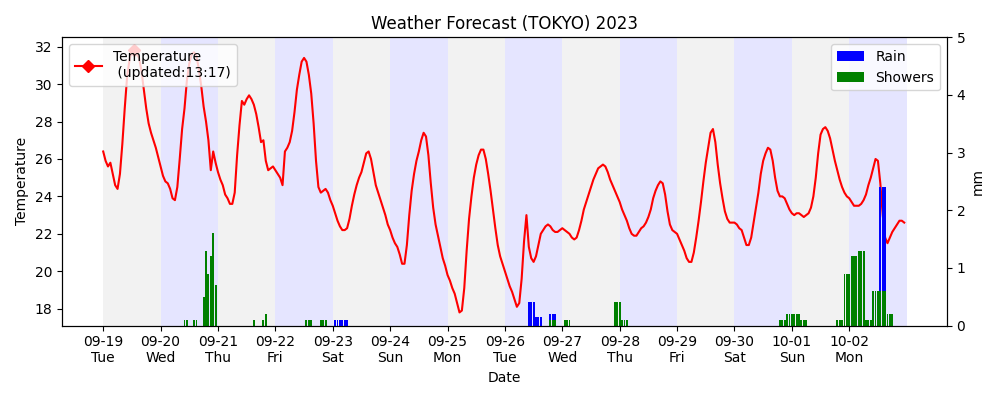 Weather Forecast (TOKYO) 2023
Temperature
(updated:13:17)
Rain
Showers
Temperature
32
30
28
26
24
22
20
18
5
4
3
2
1
0
mm
09-19 09-20 09-21 09-22 09-23 09-24 09-25 09-26 09-27 09-28 09-29 09-30 10-01 10-02
Tue Wed Thu Fri Sat Sun Mon Tue Wed Thu Fri Sat Sun Mon
Date